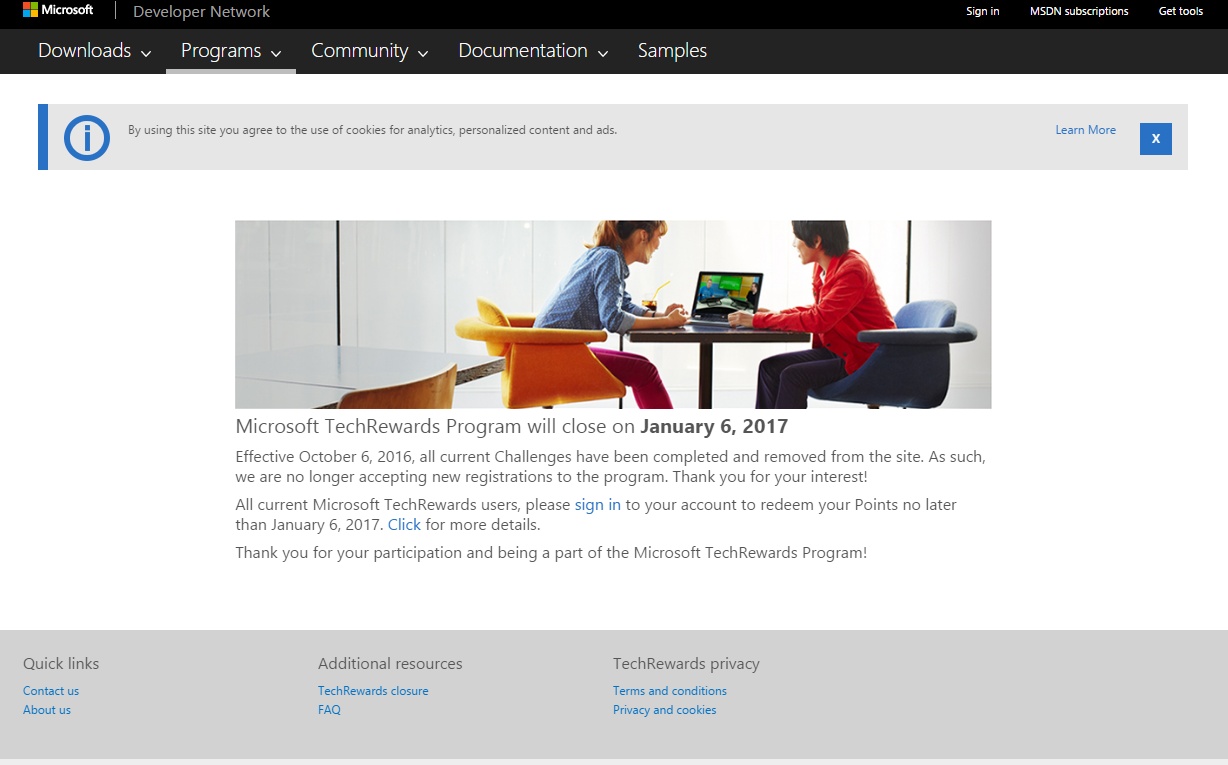 Microsoft Developer Network Sign in MSDN subscriptions Get tools
Downloads Programs Community Documentation Samples
By using this site you agree to the use of cookies for analytics, personalized content and ads. Learn More X
Microsoft TechRewards Program will close on January 6, 2017
Effective October 6, 2016, all current Challenges have been completed and removed from the site. As such,
we are no longer accepting new registrations to the program. Thank you for your interest!
All current Microsoft TechRewards users, please sign in to your account to redeem your Points no later
than January 6, 2017. Click for more details.
Thank you for your participation and being a part of the Microsoft TechRewards Program!
Quick links Additional resources TechRewards privacy
Contact us TechRewards closure Terms and conditions
About us FAQ Privacy and cookies